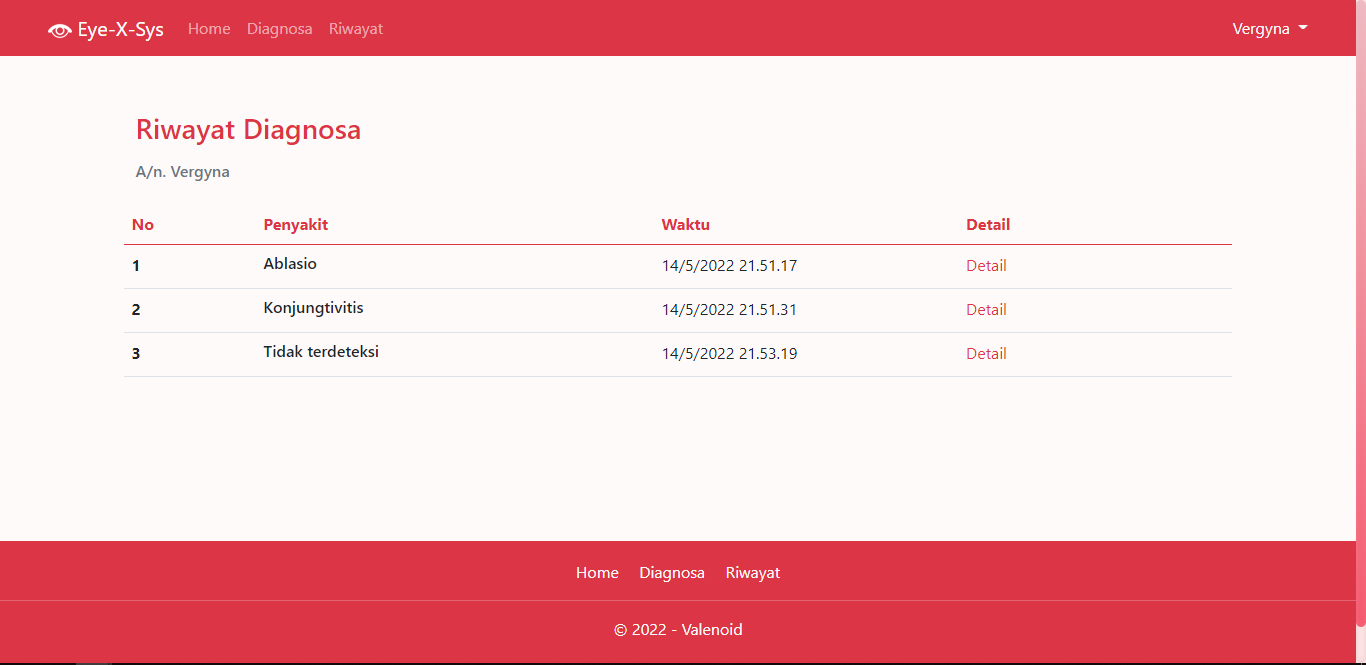 Eye-X-Sys Home Diagnosa Riwayat Vergyna
Riwayat Diagnosa
A/n. Vergyna
No Penyakit Waktu Detail
1 Ablasio 14/5/2022 21.51.17 Detail
2 Konjungtivitis 14/5/2022 21.51.31 Detail
3 Tidak terdeteksi 14/5/2022 21.53.19 Detail
Home Diagnosa Riwayat
© 2022 - Valenoid